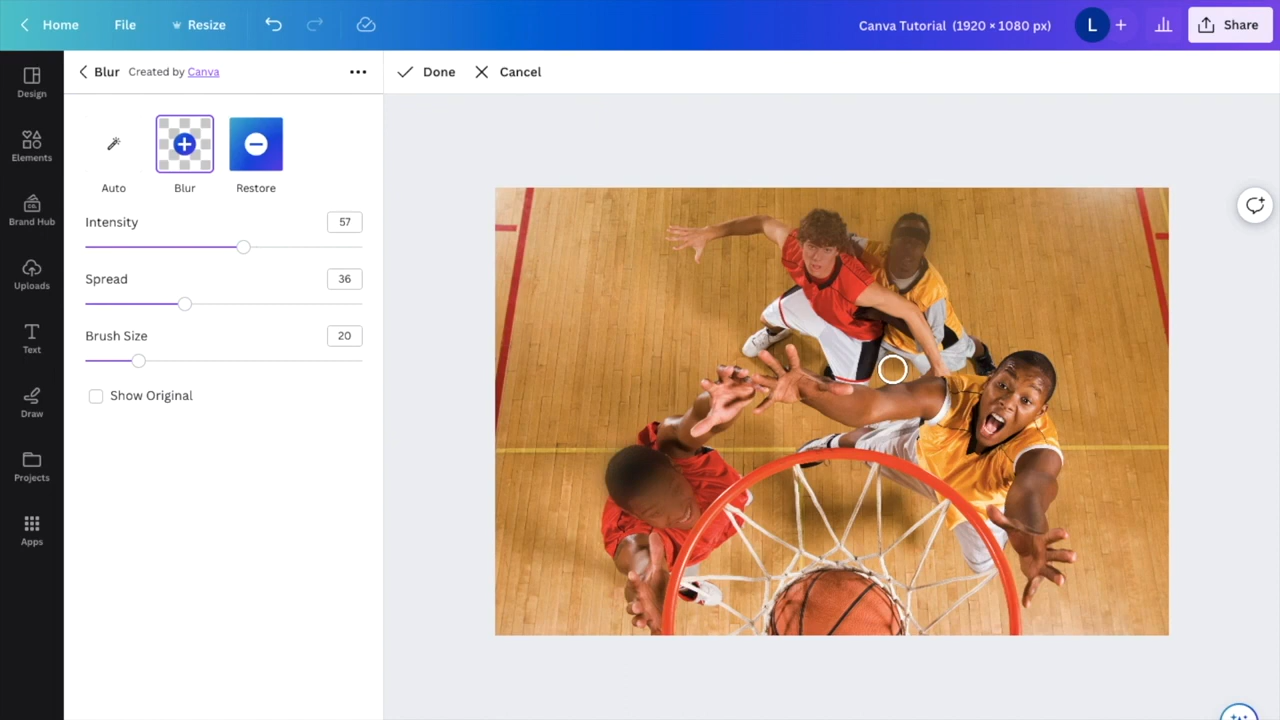 Home
File
Resize
Canva Tutorial (1920 × 1080 px)
L
Share
Design
Elements
Brand Hub
Uploads
Text
Draw
Projects
Apps
Blur Created by Canva
Done
Cancel
Auto
Blur
Restore
Intensity 57
Spread 36
Brush Size 20
Show Original